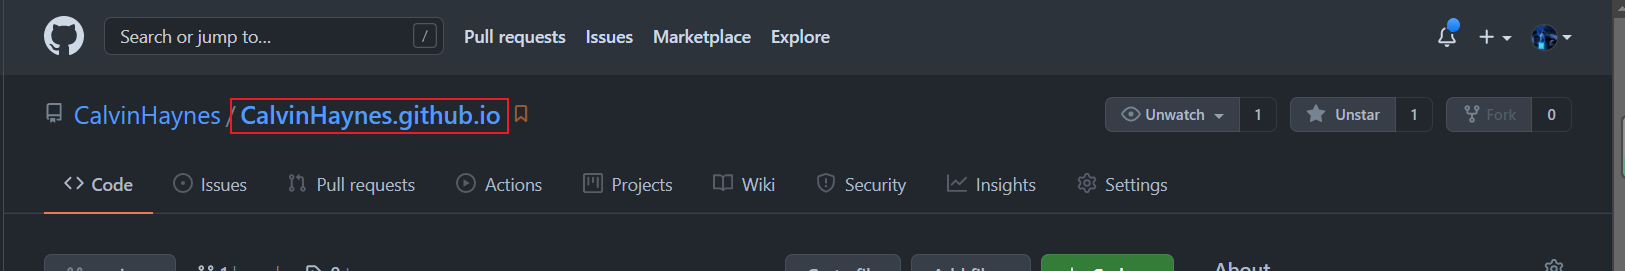 Search or jump to... / Pull requests Issues Marketplace Explore
CalvinHaynes / CalvinHaynes.github.io Unwatch 1 Unstar 1 Fork 0
Code Issues Pull requests Actions Projects Wiki Security Insights Settings
About